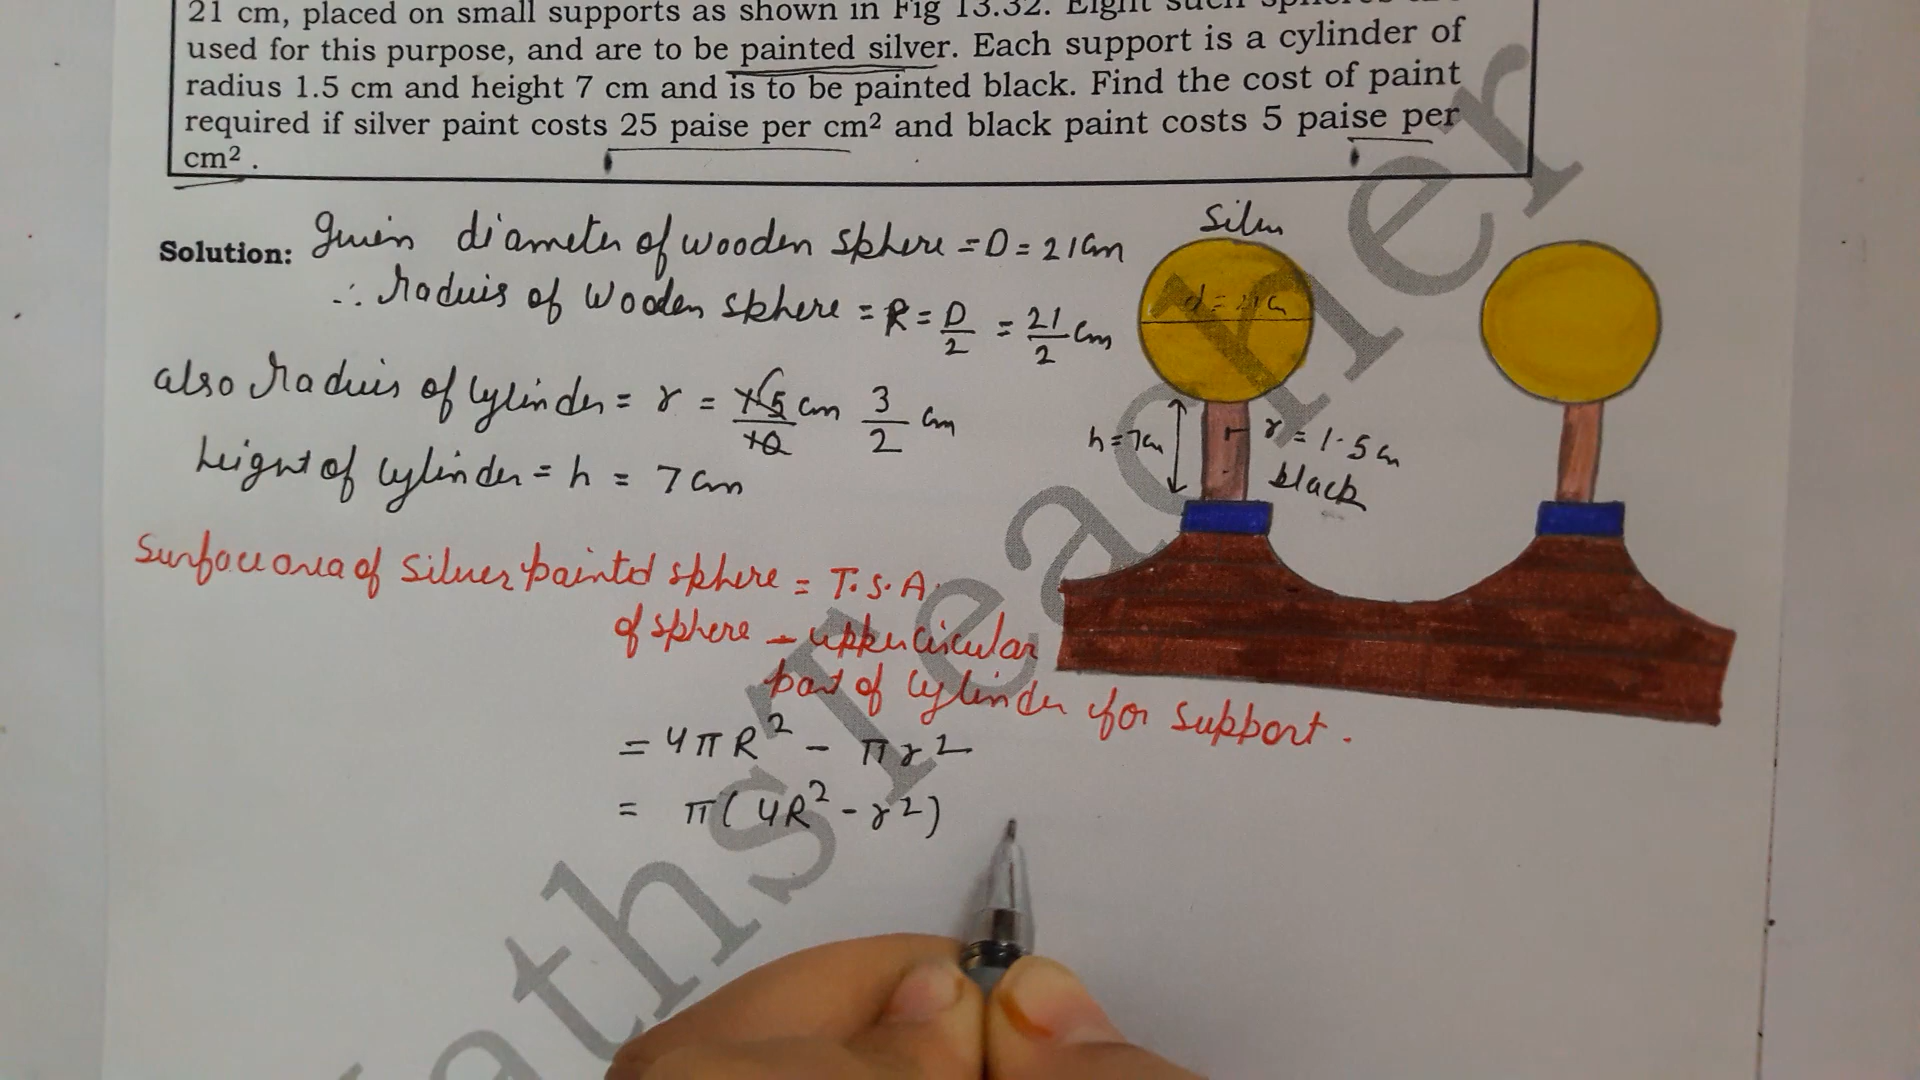 21 cm, placed on small supports as shown in Fig 13.32. Eight such spheres
used for this purpose, and are to be painted silver. Each support is a cylinder of
radius 1.5 cm and height 7 cm and is to be painted black. Find the cost of paint
required if silver paint costs 25 paise per cm² and black paint costs 5 paise per
cm² .
Solution: Given diameter of wooden sphere = D = 21cm
∴ radius of wooden sphere = R = D/2 = 21/2 cm
also radius of cylinder = r = 15/10 cm 3/2 cm
height of cylinder = h = 7cm
Silver
d = 21cm
h=7cm
r = 1.5cm
black
Surface area of silver painted sphere = T.S.A.
of sphere - upper circular
part of cylinder for support.
= 4πR² - πr²
= π(4R² - r²)
Maths Teacher